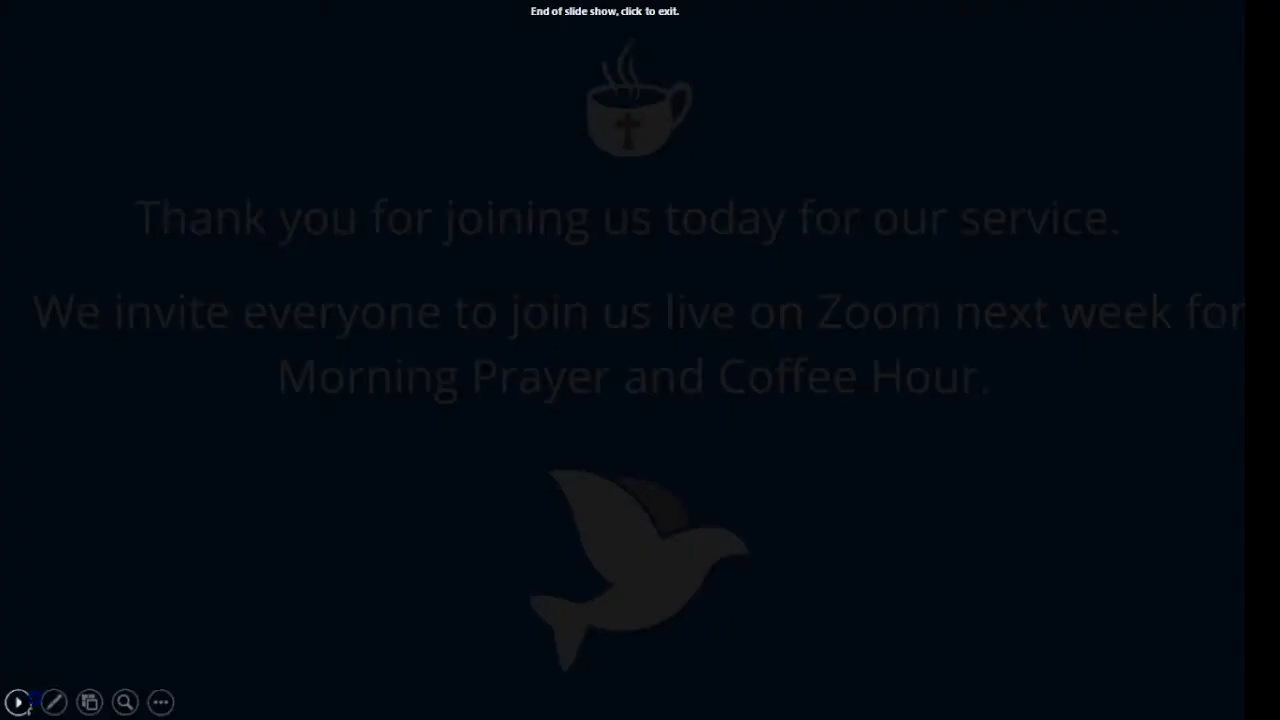 End of slide show, click to exit.
Thank you for joining us today for our service.
We invite everyone to join us live on Zoom next week for
Morning Prayer and Coffee Hour.